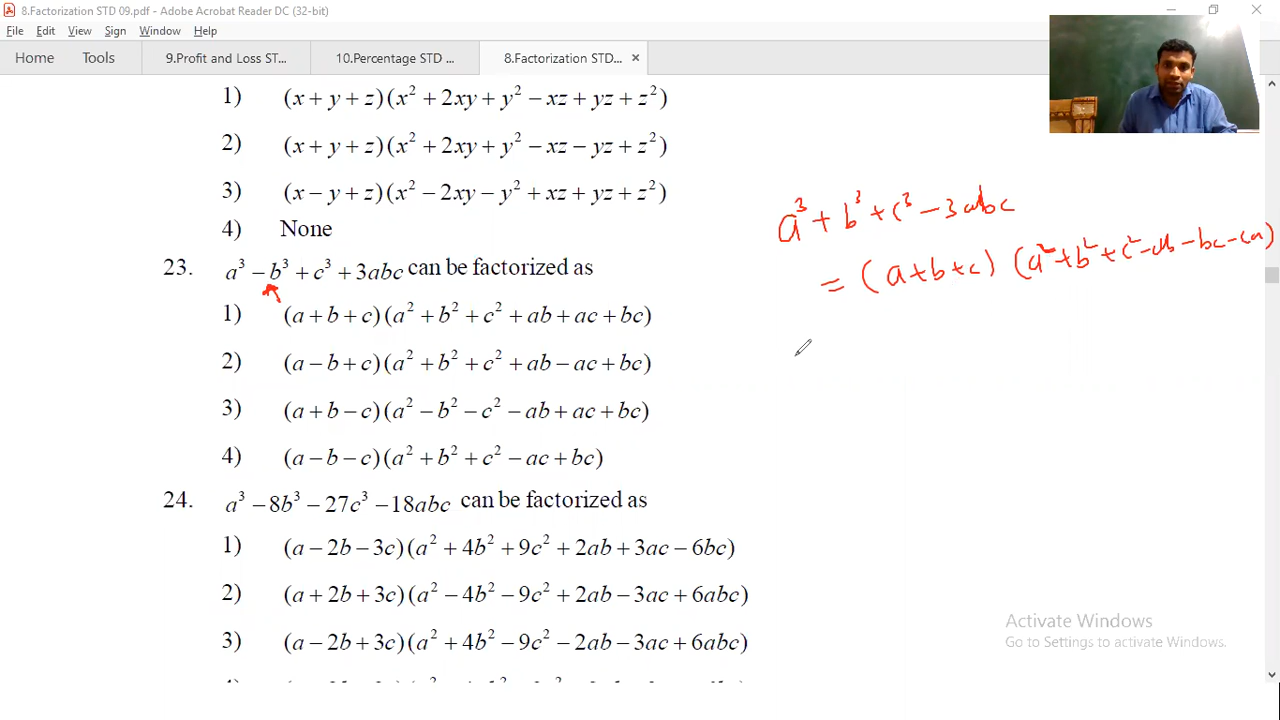 8.Factorization STD 09.pdf - Adobe Acrobat Reader DC (32-bit)
File Edit View Sign Window Help
Home Tools 9.Profit and Loss ST... 10.Percentage STD ... 8.Factorization STD... ×
1) (x + y + z)(x² + 2xy + y² − xz + yz + z²)
2) (x + y + z)(x² + 2xy + y² − xz − yz + z²)
3) (x − y + z)(x² − 2xy − y² + xz + yz + z²)
4) None
23. a³ − b³ + c³ + 3abc can be factorized as
1) (a + b + c)(a² + b² + c² + ab + ac + bc)
2) (a − b + c)(a² + b² + c² + ab − ac + bc)
3) (a + b − c)(a² − b² − c² − ab + ac + bc)
4) (a − b − c)(a² + b² + c² − ac + bc)
24. a³ − 8b³ − 27c³ − 18abc can be factorized as
1) (a − 2b − 3c)(a² + 4b² + 9c² + 2ab + 3ac − 6bc)
2) (a + 2b + 3c)(a² − 4b² − 9c² + 2ab − 3ac + 6abc)
3) (a − 2b + 3c)(a² + 4b² − 9c² − 2ab − 3ac + 6abc)
a³ + b³ + c³ − 3abc
= (a + b + c) (a² + b² + c² − ab − bc − ca)
Activate Windows
Go to Settings to activate Windows.